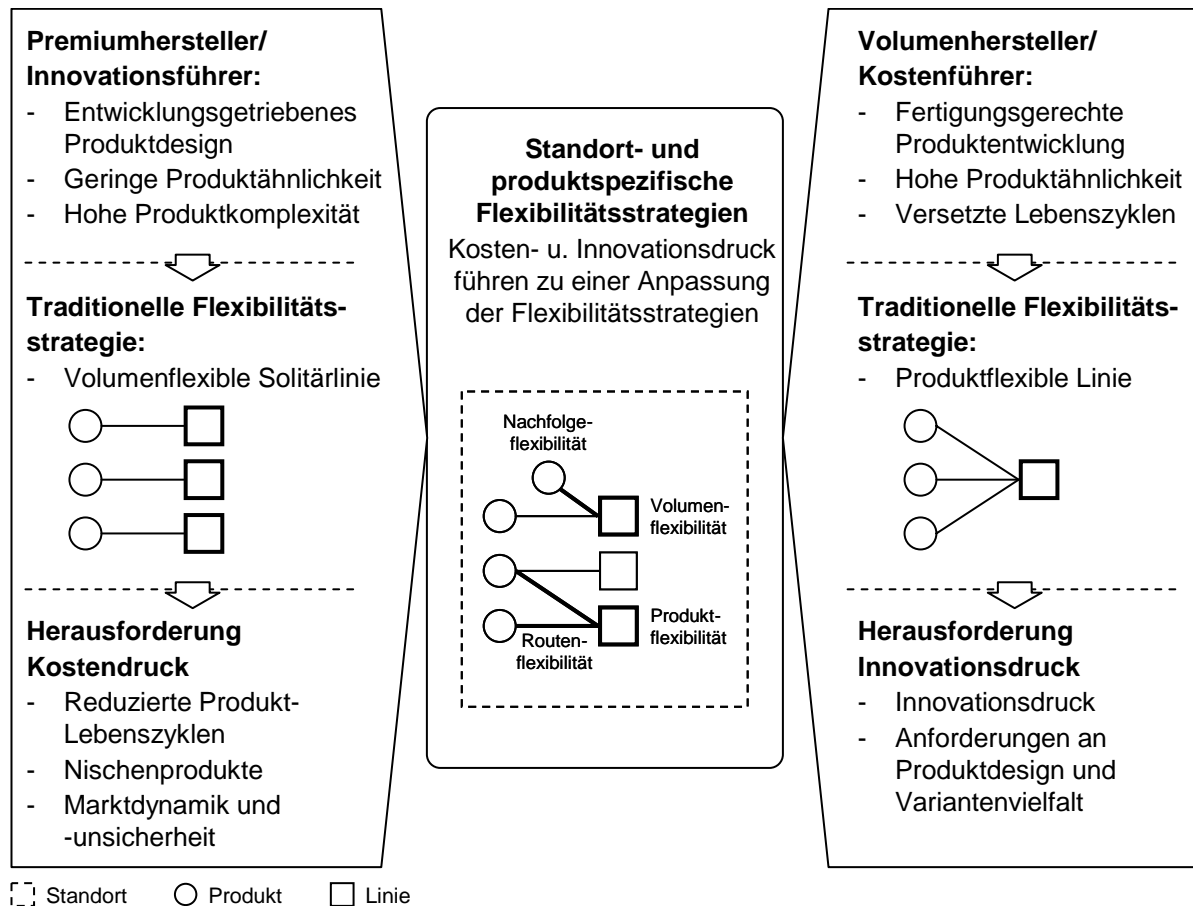 Premiumhersteller/
Innovationsführer:
- Entwicklungsgetriebenes
Produktdesign
- Geringe Produktähnlichkeit
- Hohe Produktkomplexität
Traditionelle Flexibilitäts-
strategie:
- Volumenflexible Solitärlinie
Herausforderung
Kostendruck
- Reduzierte Produkt-
Lebenszyklen
- Nischenprodukte
- Marktdynamik und
-unsicherheit
Standort- und
produktspezifische
Flexibilitätsstrategien
Kosten- u. Innovationsdruck
führen zu einer Anpassung
der Flexibilitätsstrategien
Nachfolge-
flexibilität
Volumen-
flexibilität
Produkt-
flexibilität
Routen-
flexibilität
Volumenhersteller/
Kostenführer:
- Fertigungsgerechte
Produktentwicklung
- Hohe Produktähnlichkeit
- Versetzte Lebenszyklen
Traditionelle Flexibilitäts-
strategie:
- Produktflexible Linie
Herausforderung
Innovationsdruck
- Innovationsdruck
- Anforderungen an
Produktdesign und
Variantenvielfalt
Standort
Produkt
Linie